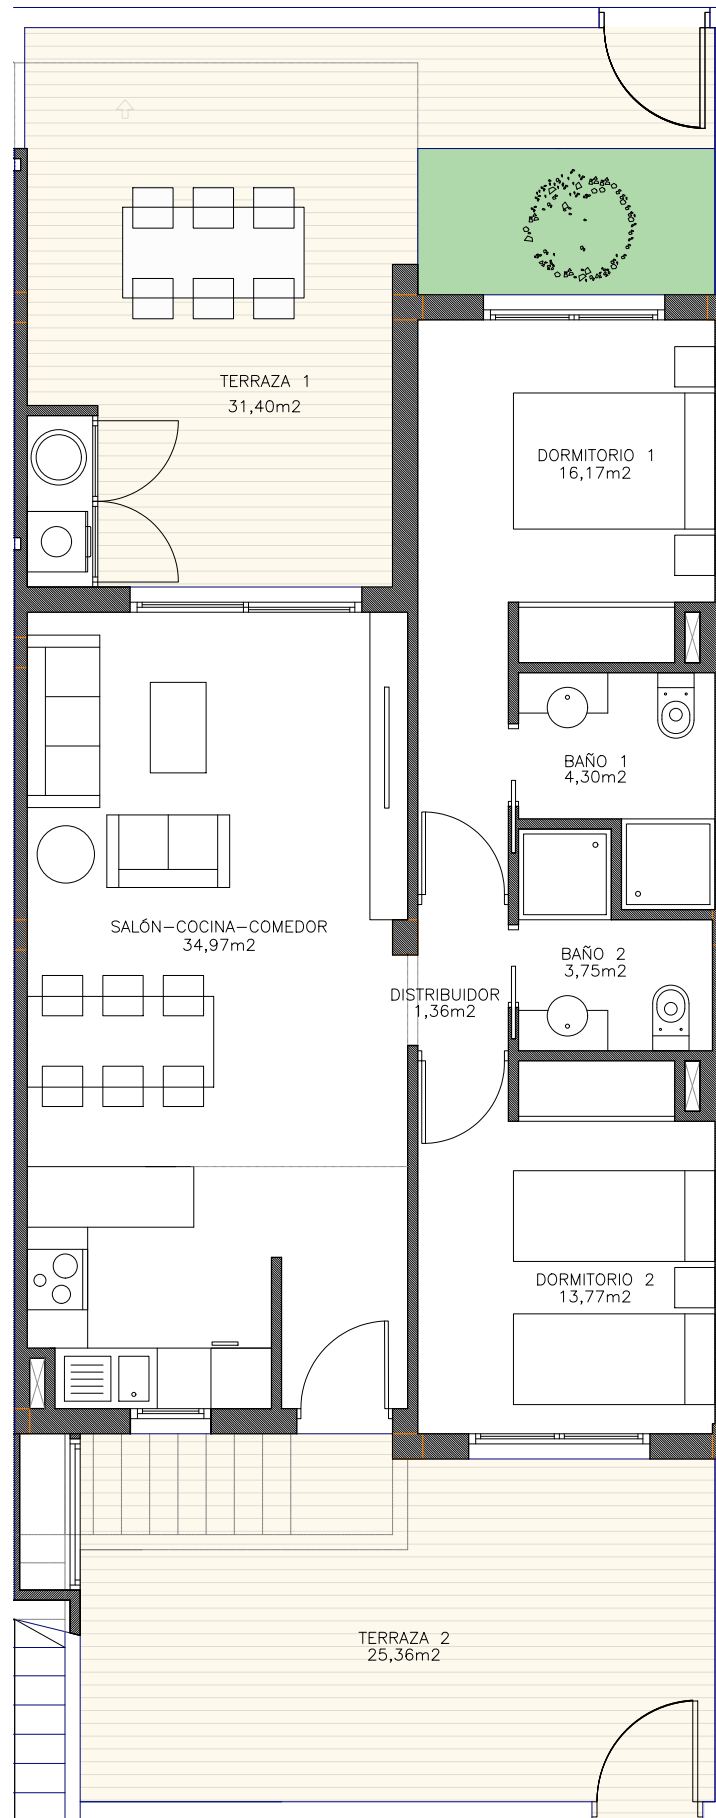 TERRAZA 1
31,40m2
DORMITORIO 1
16,17m2
BAÑO 1
4,30m2
SALÓN-COCINA-COMEDOR
34,97m2
BAÑO 2
3,75m2
DISTRIBUIDOR
1,36m2
DORMITORIO 2
13,77m2
TERRAZA 2
25,36m2